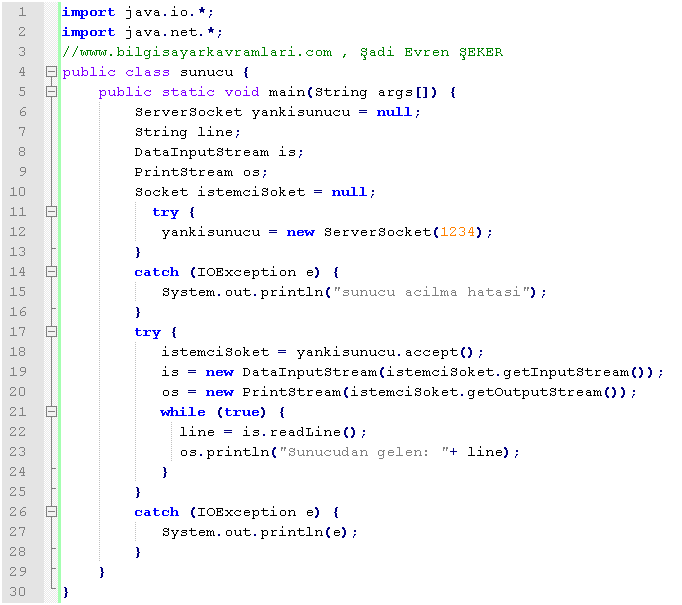 1 import java.io.*;
2 import java.net.*;
3 //www.bilgisayarkavramlari.com , Şadi Evren ŞEKER
4 public class sunucu {
5 public static void main(String args[]) {
6 ServerSocket yankisunucu = null;
7 String line;
8 DataInputStream is;
9 PrintStream os;
10 Socket istemciSoket = null;
11 try {
12 yankisunucu = new ServerSocket(1234);
13 }
14 catch (IOException e) {
15 System.out.println("sunucu acilma hatasi");
16 }
17 try {
18 istemciSoket = yankisunucu.accept();
19 is = new DataInputStream(istemciSoket.getInputStream());
20 os = new PrintStream(istemciSoket.getOutputStream());
21 while (true) {
22 line = is.readLine();
23 os.println("Sunucudan gelen: "+ line);
24 }
25 }
26 catch (IOException e) {
27 System.out.println(e);
28 }
29 }
30 }